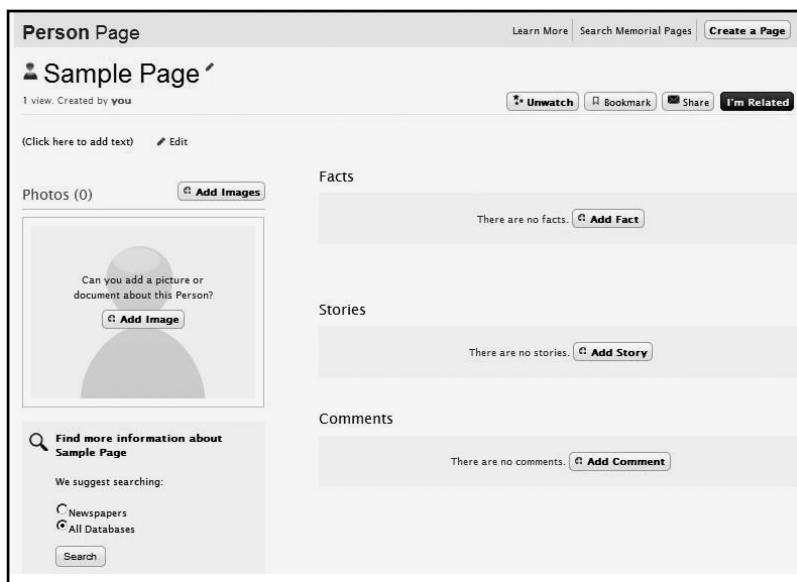 Person Page
Learn More
Search Memorial Pages
Create a Page
Sample Page
1 view. Created by you
Unwatch
Bookmark
Share
I'm Related
(Click here to add text)
Edit
Photos (0)
Add Images
Can you add a picture or
document about this Person?
Add Image
Find more information about
Sample Page
We suggest searching:
Newspapers
All Databases
Search
Facts
There are no facts. Add Fact
Stories
There are no stories. Add Story
Comments
There are no comments. Add Comment